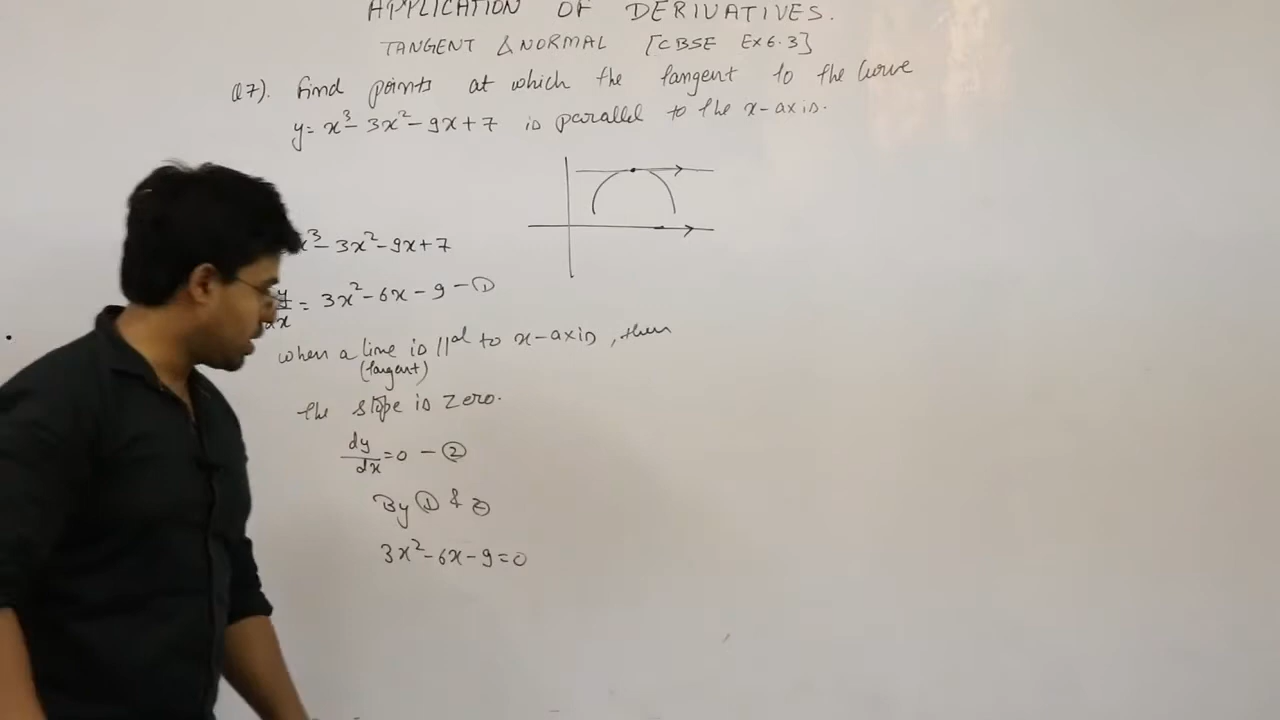 APPLICATION OF DERIVATIVES.
TANGENT & NORMAL [CBSE EX 6.3]
Q7). Find points at which the tangent to the curve
y = x³ - 3x² - 9x + 7 is parallel to the x-axis.
x³ - 3x² - 9x + 7
dy/dx = 3x² - 6x - 9 - ①
when a line is ||al to x-axis, then
(tangent)
the slope is zero.
dy/dx = 0 - ②
By ① & ②
3x² - 6x - 9 = 0